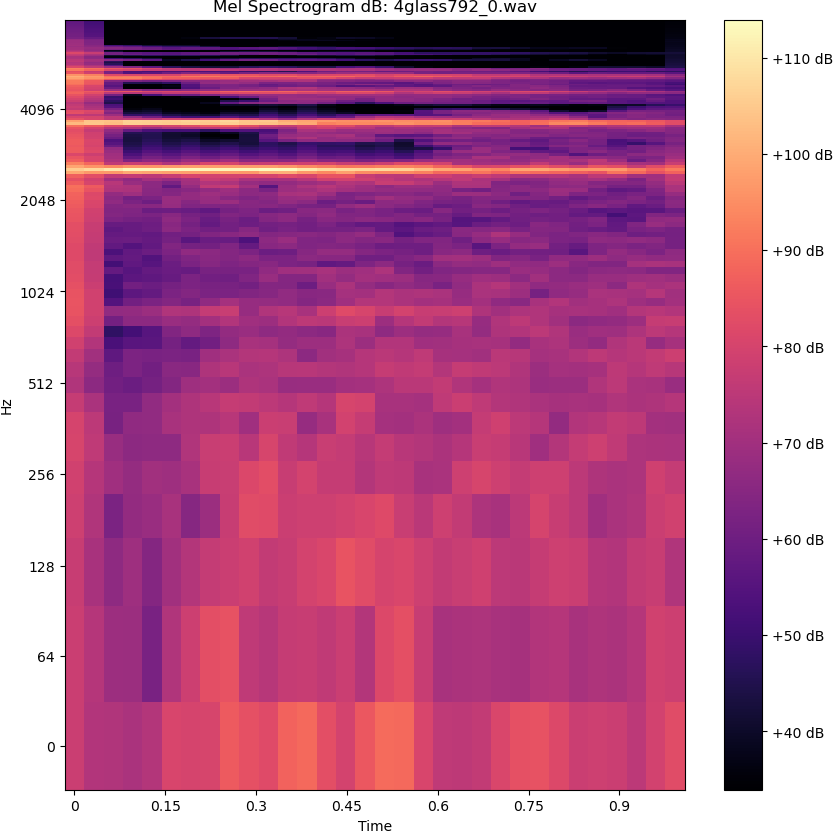 Mel Spectrogram dB: 4glass792_0.wav
+110 dB
4096
+100 dB
2048
+90 dB
1024
+80 dB
512
Hz
+70 dB
256
+60 dB
128
64
+50 dB
0
+40 dB
0 0.15 0.3 0.45 0.6 0.75 0.9
Time